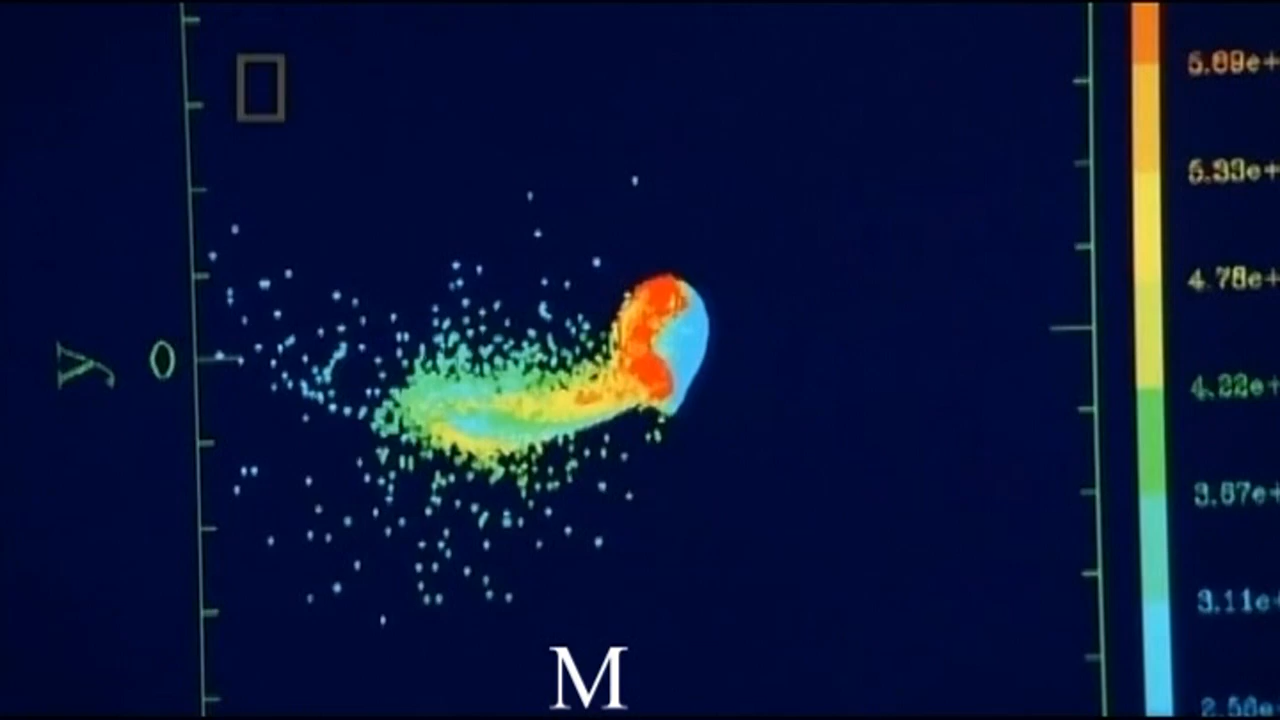 5.89e+
5.33e+
4.78e+
4.22e+
y 0
3.67e+
3.11e+
2.56e
M